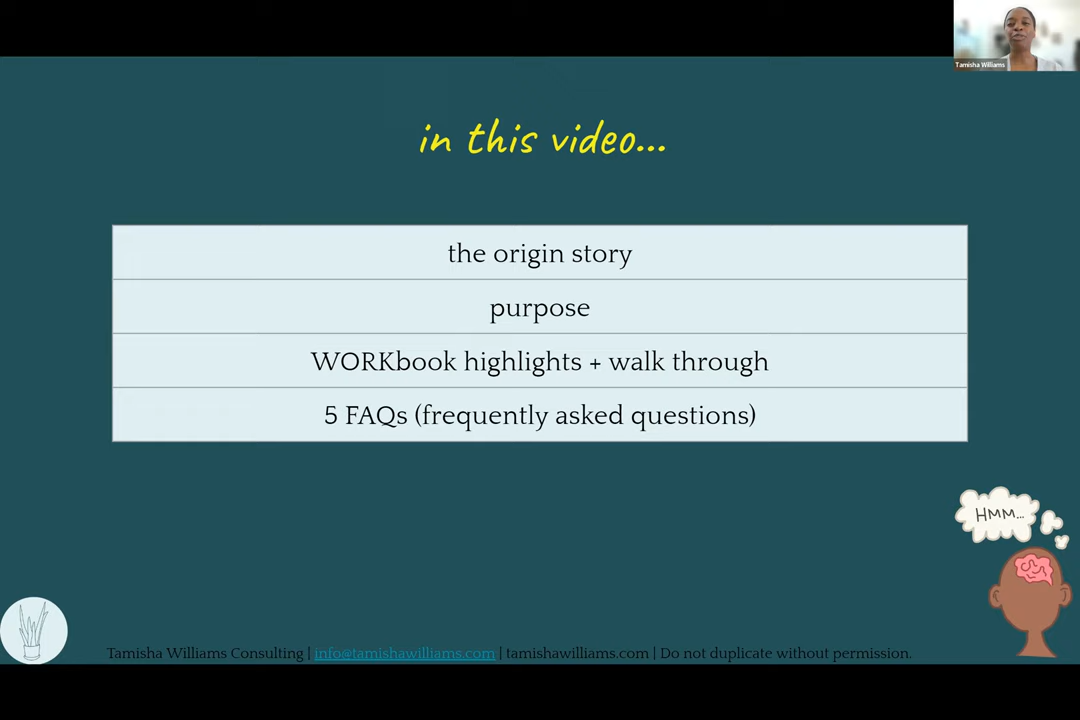 Tamisha Williams
in this video...
the origin story
purpose
WORKbook highlights + walk through
5 FAQs (frequently asked questions)
HMM...
Tamisha Williams Consulting | info@tamishawilliams.com | tamishawilliams.com | Do not duplicate without permission.